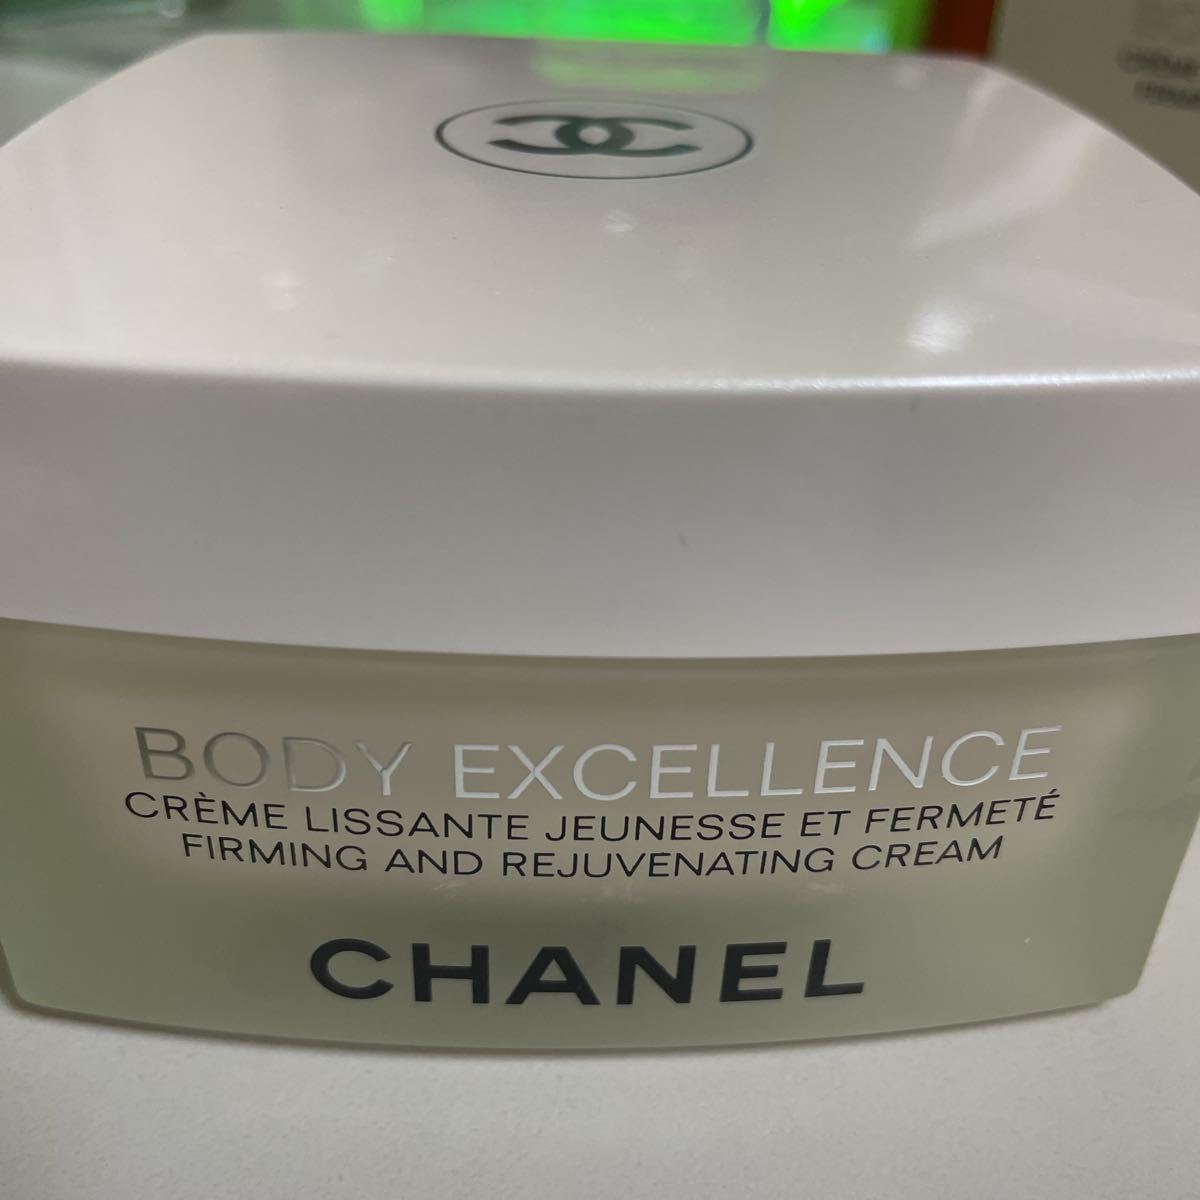 BODY EXCELLENCE
CRÈME LISSANTE JEUNESSE ET FERMETÉ
FIRMING AND REJUVENATING CREAM
CHANEL